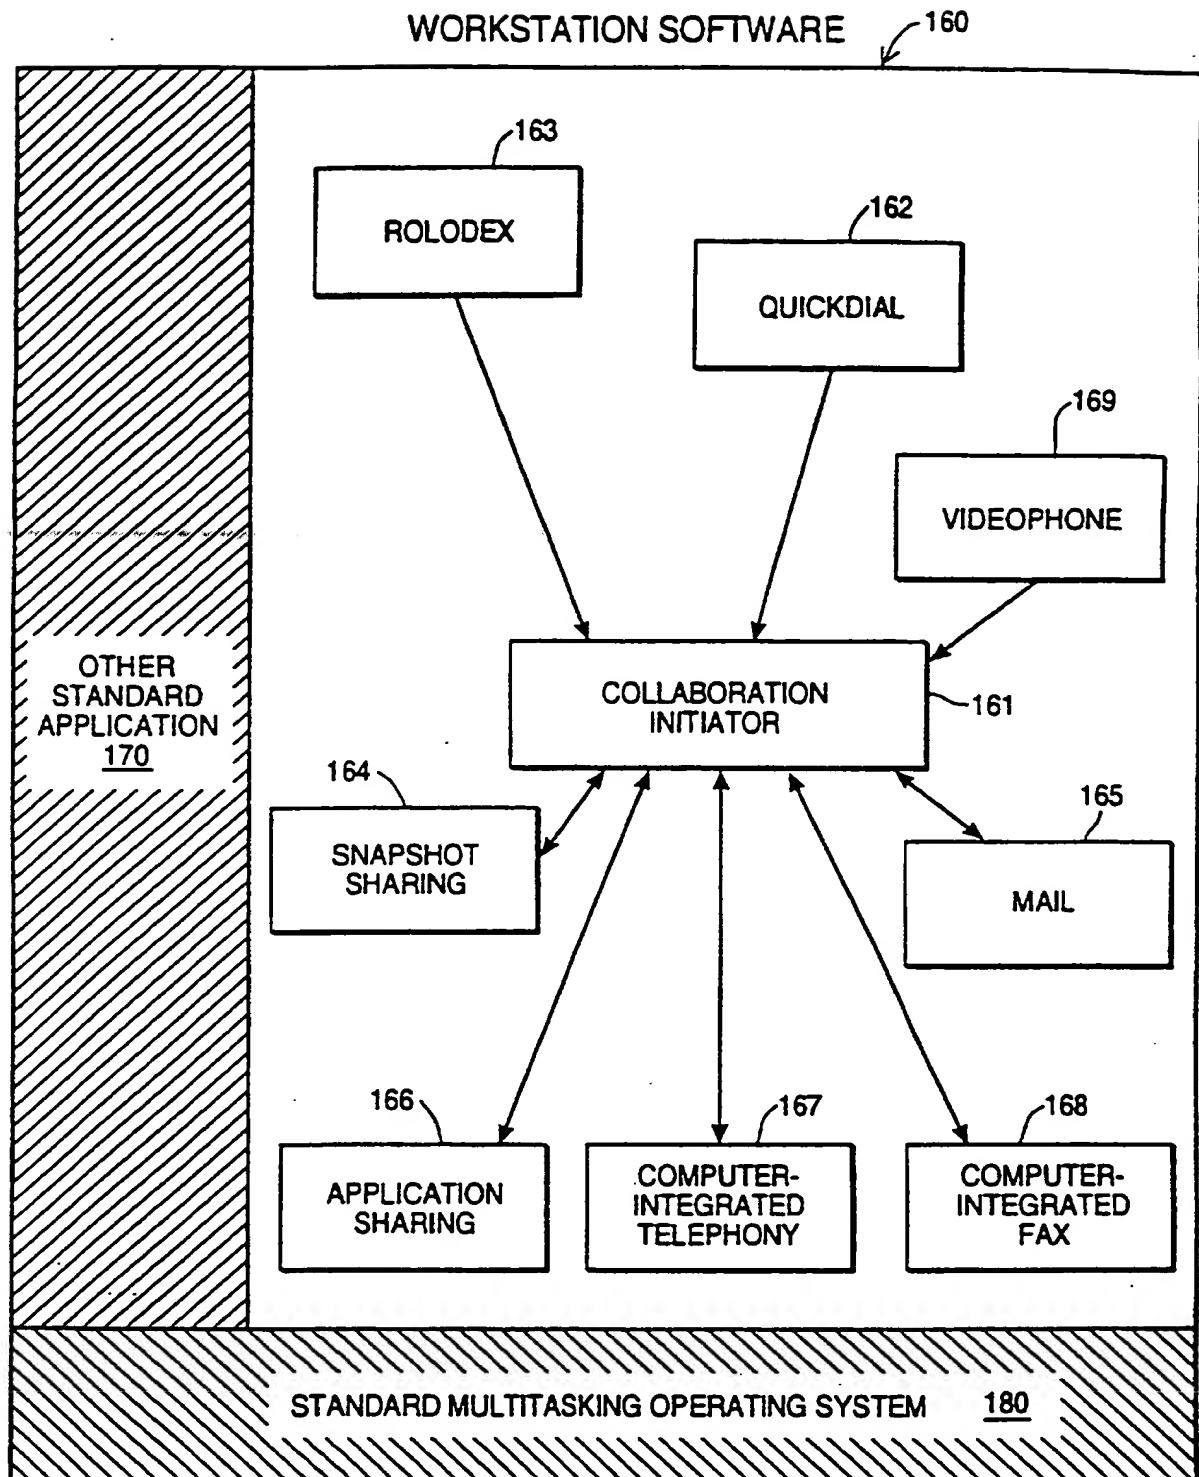 WORKSTATION SOFTWARE
160
163
ROLODEX
162
QUICKDIAL
169
VIDEOPHONE
OTHER
STANDARD
APPLICATION
170
COLLABORATION
INITIATOR
161
164
SNAPSHOT
SHARING
165
MAIL
166
APPLICATION
SHARING
167
COMPUTER-
INTEGRATED
TELEPHONY
168
COMPUTER-
INTEGRATED
FAX
STANDARD MULTITASKING OPERATING SYSTEM 180